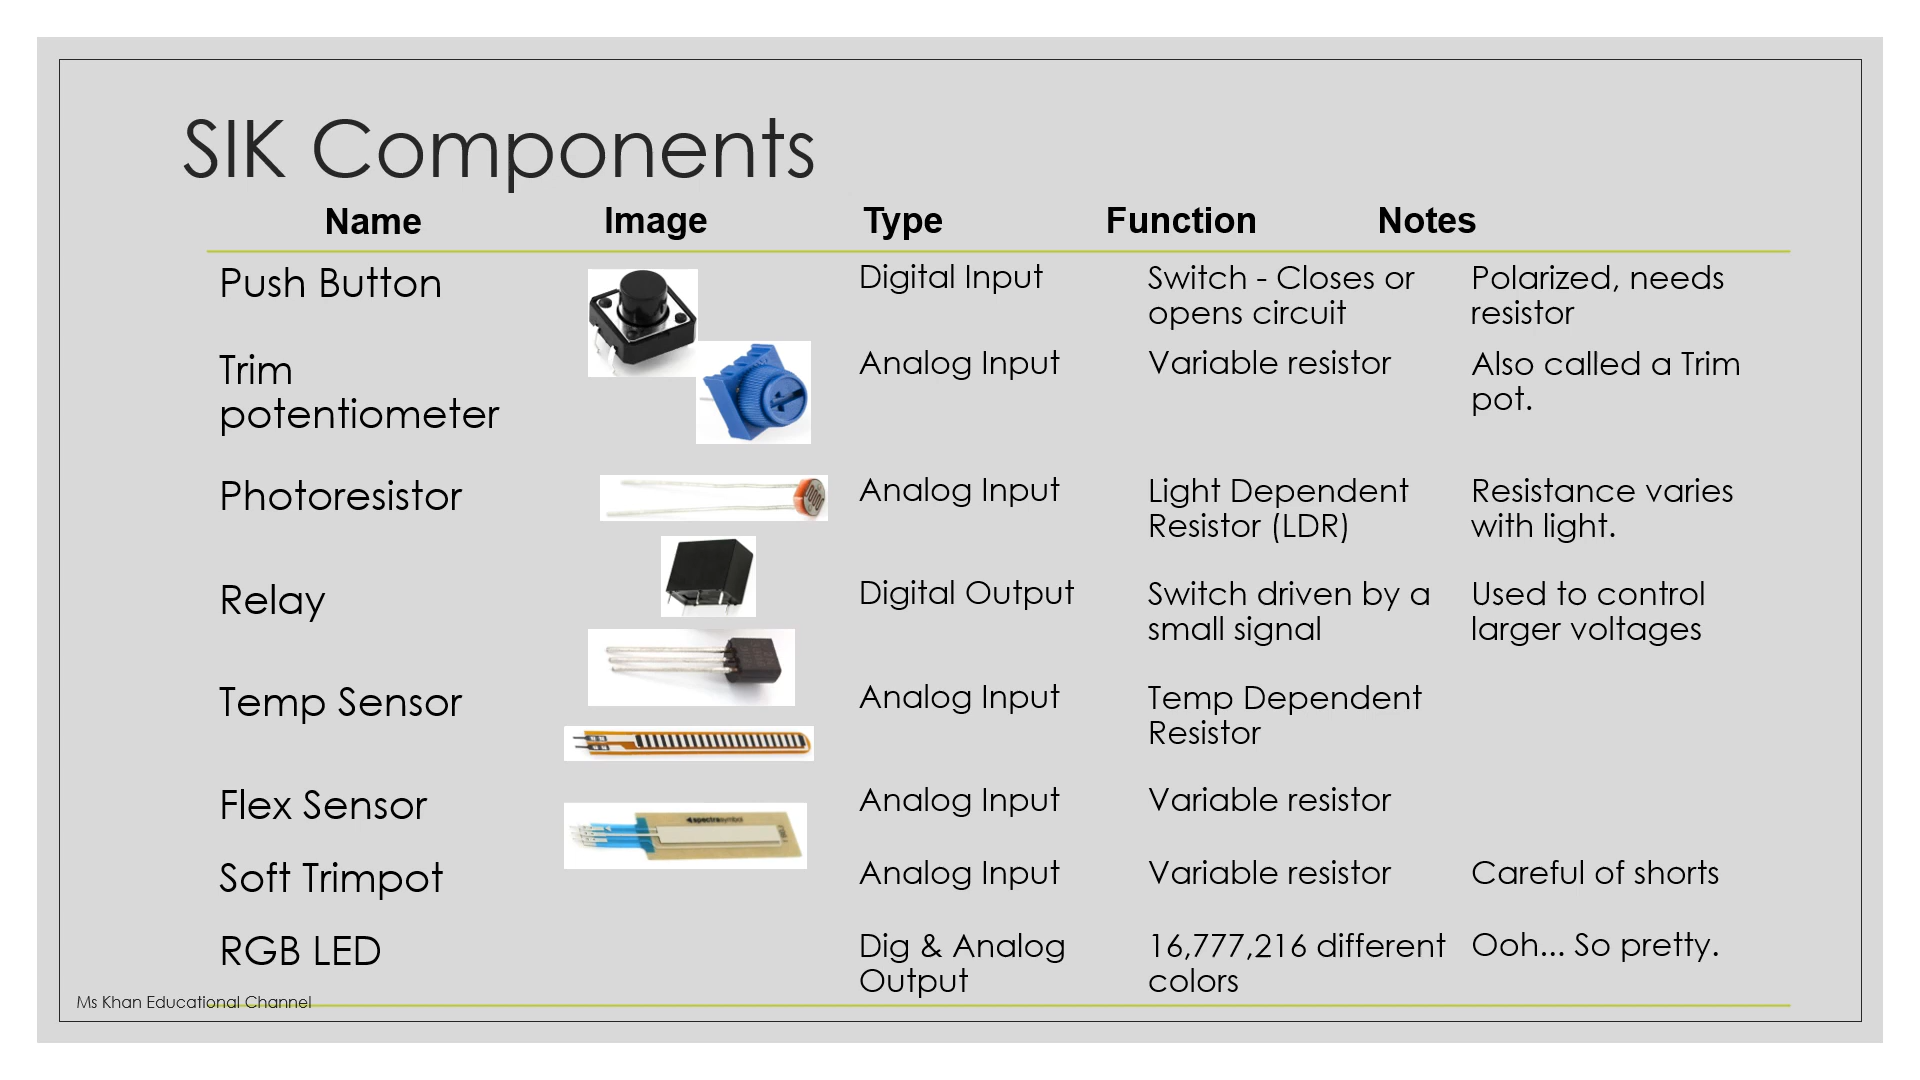 SIK Components
Name Image Type Function Notes
Push Button
Digital Input
Switch - Closes or
opens circuit
Polarized, needs
resistor
Trim
potentiometer
Analog Input
Variable resistor
Also called a Trim
pot.
Photoresistor
Analog Input
Light Dependent
Resistor (LDR)
Resistance varies
with light.
Relay
Digital Output
Switch driven by a
small signal
Used to control
larger voltages
Temp Sensor
Analog Input
Temp Dependent
Resistor
Flex Sensor
Analog Input
Variable resistor
spectrasymbol
Soft Trimpot
Analog Input
Variable resistor
Careful of shorts
RGB LED
Dig & Analog
Output
16,777,216 different
colors
Ooh... So pretty.
Ms Khan Educational Channel